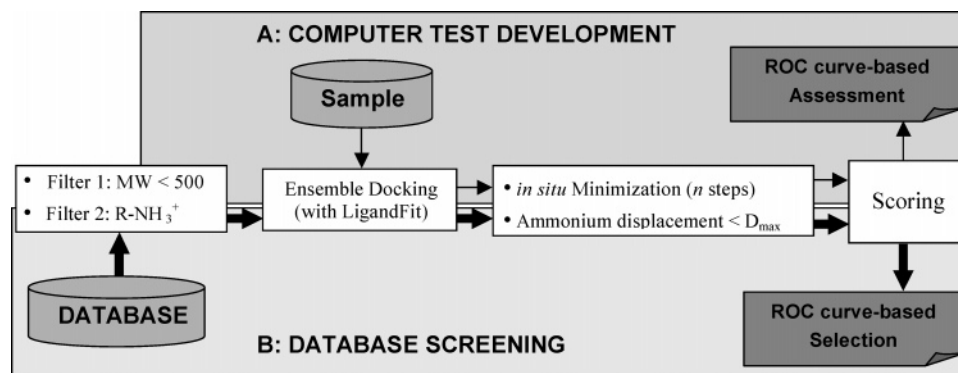 A: COMPUTER TEST DEVELOPMENT
Sample
ROC curve-based
Assessment
• Filter 1: MW < 500
• Filter 2: R-NH₃⁺
Ensemble Docking
(with LigandFit)
• in situ Minimization (n steps)
• Ammonium displacement < Dₘₐₓ
Scoring
DATABASE
B: DATABASE SCREENING
ROC curve-based
Selection